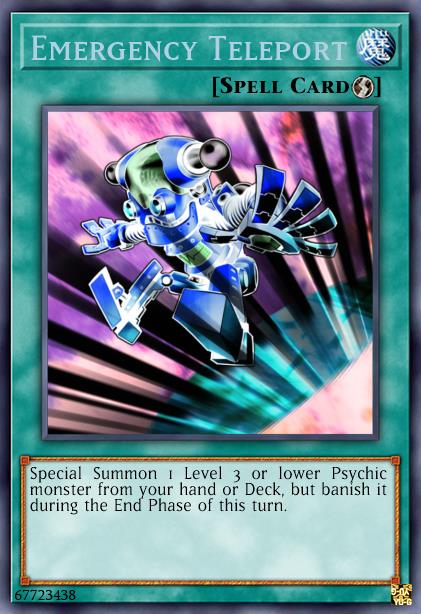 EMERGENCY TELEPORT
魔
[SPELL CARD]
Special Summon 1 Level 3 or lower Psychic
monster from your hand or Deck, but banish it
during the End Phase of this turn.
67723438